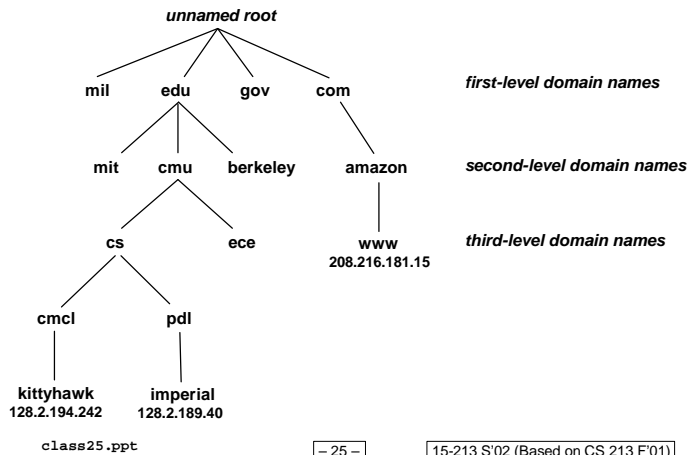 unnamed root
mil edu gov com first-level domain names
mit cmu berkeley amazon second-level domain names
cs ece www third-level domain names
208.216.181.15
cmcl pdl
kittyhawk imperial
128.2.194.242 128.2.189.40
class25.ppt – 25 – 15-213 S'02 (Based on CS 213 F'01)